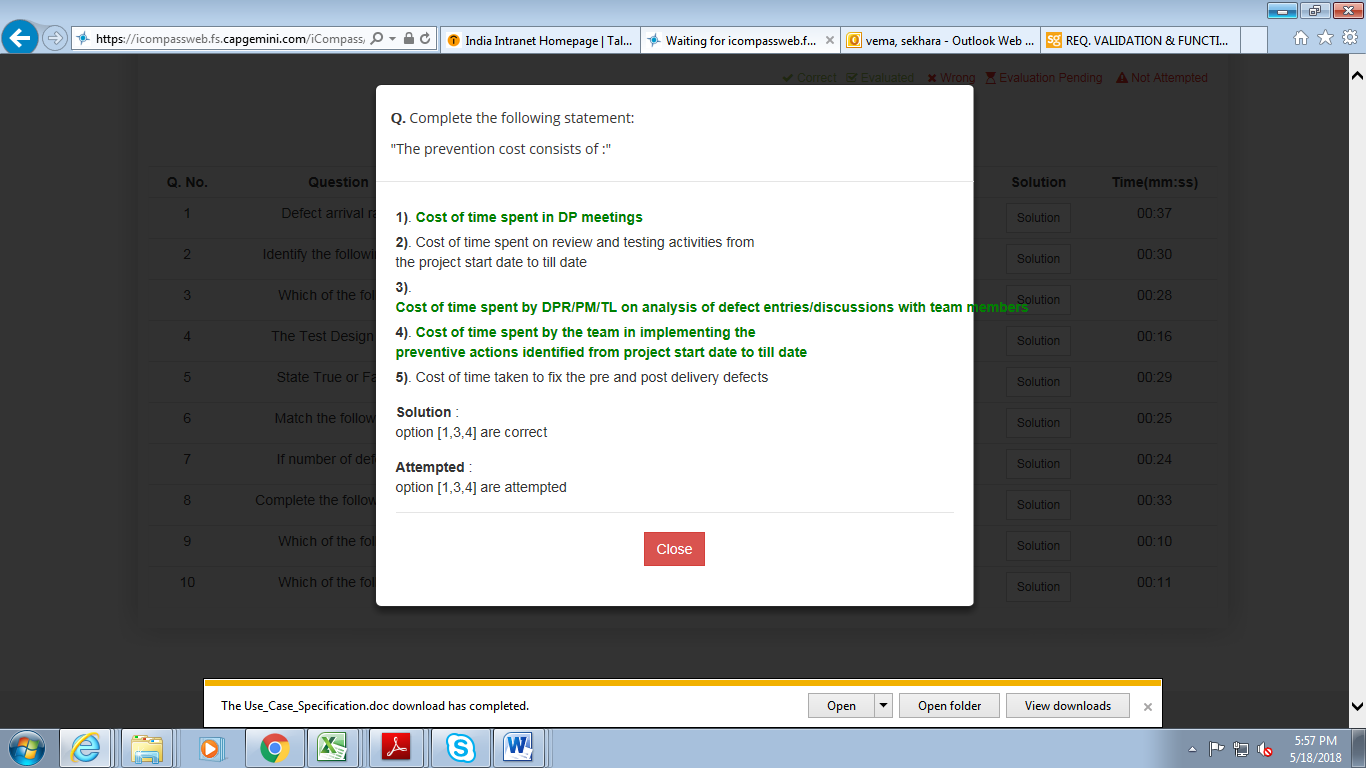 https://icompassweb.fs.capgemini.com/iCompass/
India Intranet Homepage | Tal...
Waiting for icompassweb.f...
vema, sekhara - Outlook Web ...
REQ. VALIDATION & FUNCTI...
Correct Evaluated Wrong Evaluation Pending Not Attempted
Q. Complete the following statement:
"The prevention cost consists of :"
Q. No. Question Solution Time(mm:ss)
1 Defect arrival ra Solution 00:37
2 Identify the followi Solution 00:30
3 Which of the fol Solution 00:28
4 The Test Design Solution 00:16
5 State True or Fa Solution 00:29
6 Match the follow Solution 00:25
7 If number of def Solution 00:24
8 Complete the follow Solution 00:33
9 Which of the fol Solution 00:10
10 Which of the fol Solution 00:11
1). Cost of time spent in DP meetings
2). Cost of time spent on review and testing activities from
the project start date to till date
3).
Cost of time spent by DPR/PM/TL on analysis of defect entries/discussions with team members
4). Cost of time spent by the team in implementing the
preventive actions identified from project start date to till date
5). Cost of time taken to fix the pre and post delivery defects
Solution :
option [1,3,4] are correct
Attempted :
option [1,3,4] are attempted
Close
The Use_Case_Specification.doc download has completed.
Open
Open folder
View downloads
5:57 PM
5/18/2018